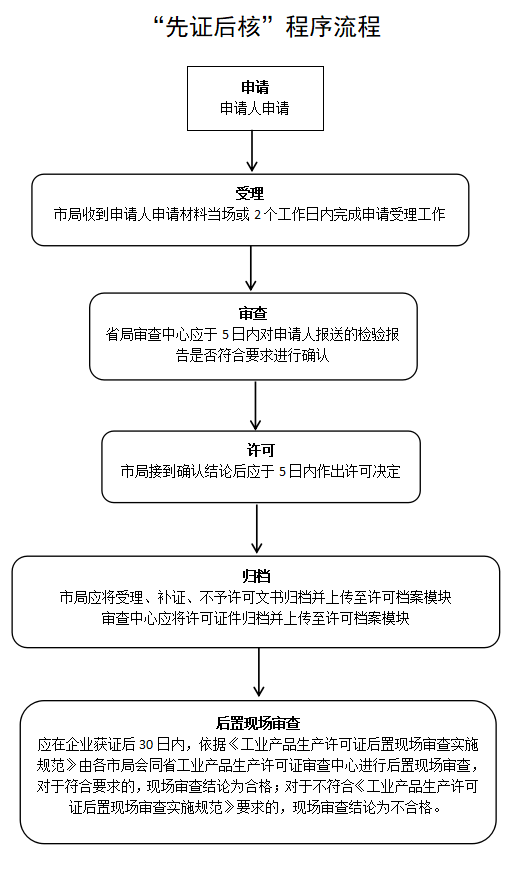 “先证后核”程序流程
申请
申请人申请
受理
市局收到申请人申请材料当场或 2 个工作日内完成申请受理工作
审查
省局审查中心应于 5 日内对申请人报送的检验报
告是否符合要求进行确认
许可
市局接到确认结论后应于 5 日内作出许可决定
归档
市局应将受理、补证、不予许可文书归档并上传至许可档案模块
审查中心应将许可证件归档并上传至许可档案模块
后置现场审查
应在企业获证后 30 日内，依据《工业产品生产许可证后置现场审查实施
规范》由各市局会同省工业产品生产许可证审查中心进行后置现场审查，
对于符合要求的，现场审查结论为合格；对于不符合《工业产品生产许可
证后置现场审查实施规范》要求的，现场审查结论为不合格。